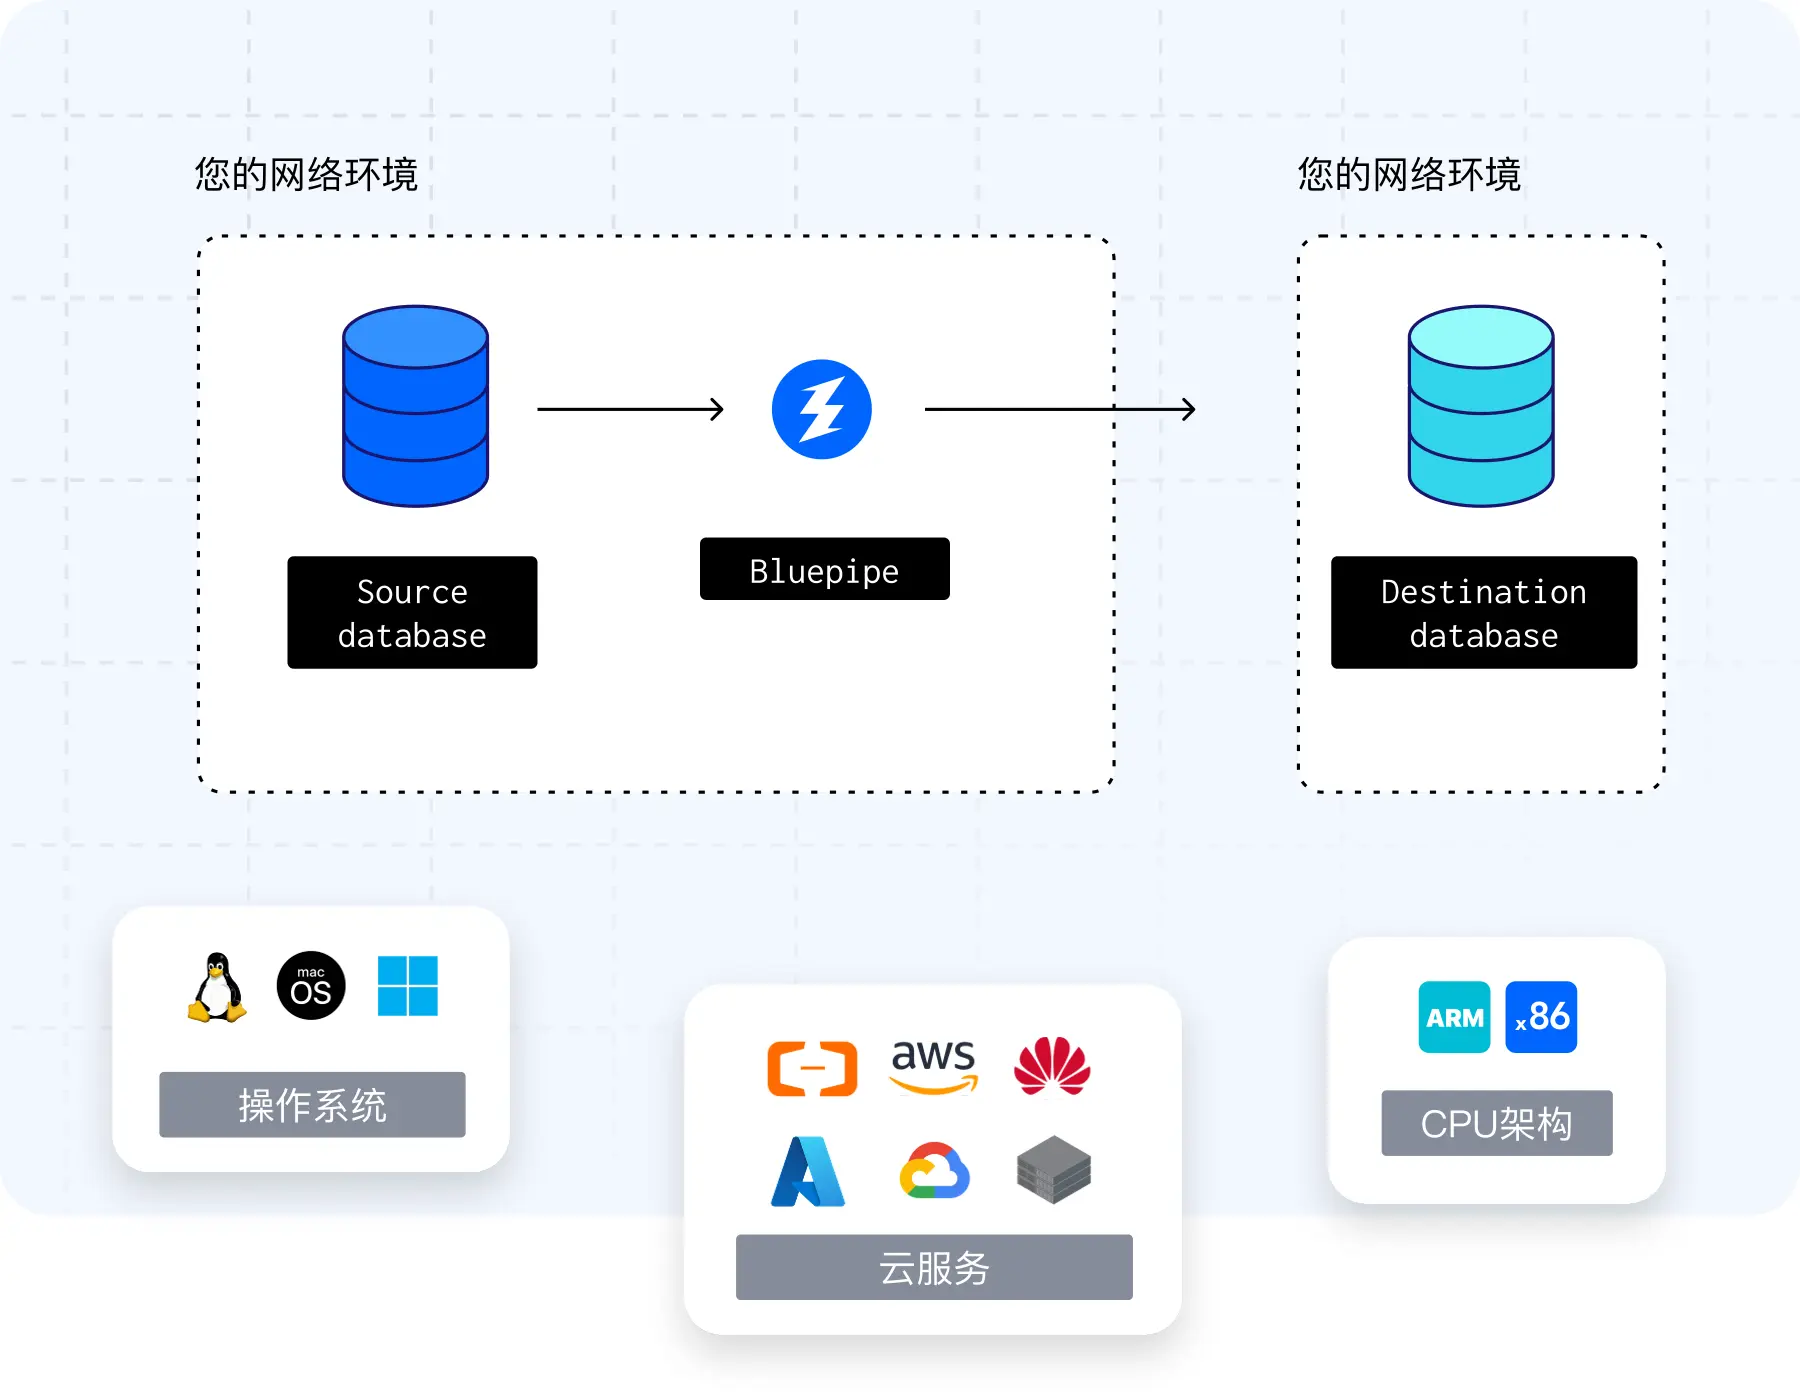 您的网络环境
您的网络环境
Source
database
Bluepipe
Destination
database
mac
OS
操作系统
aws
云服务
ARM
x86
CPU架构